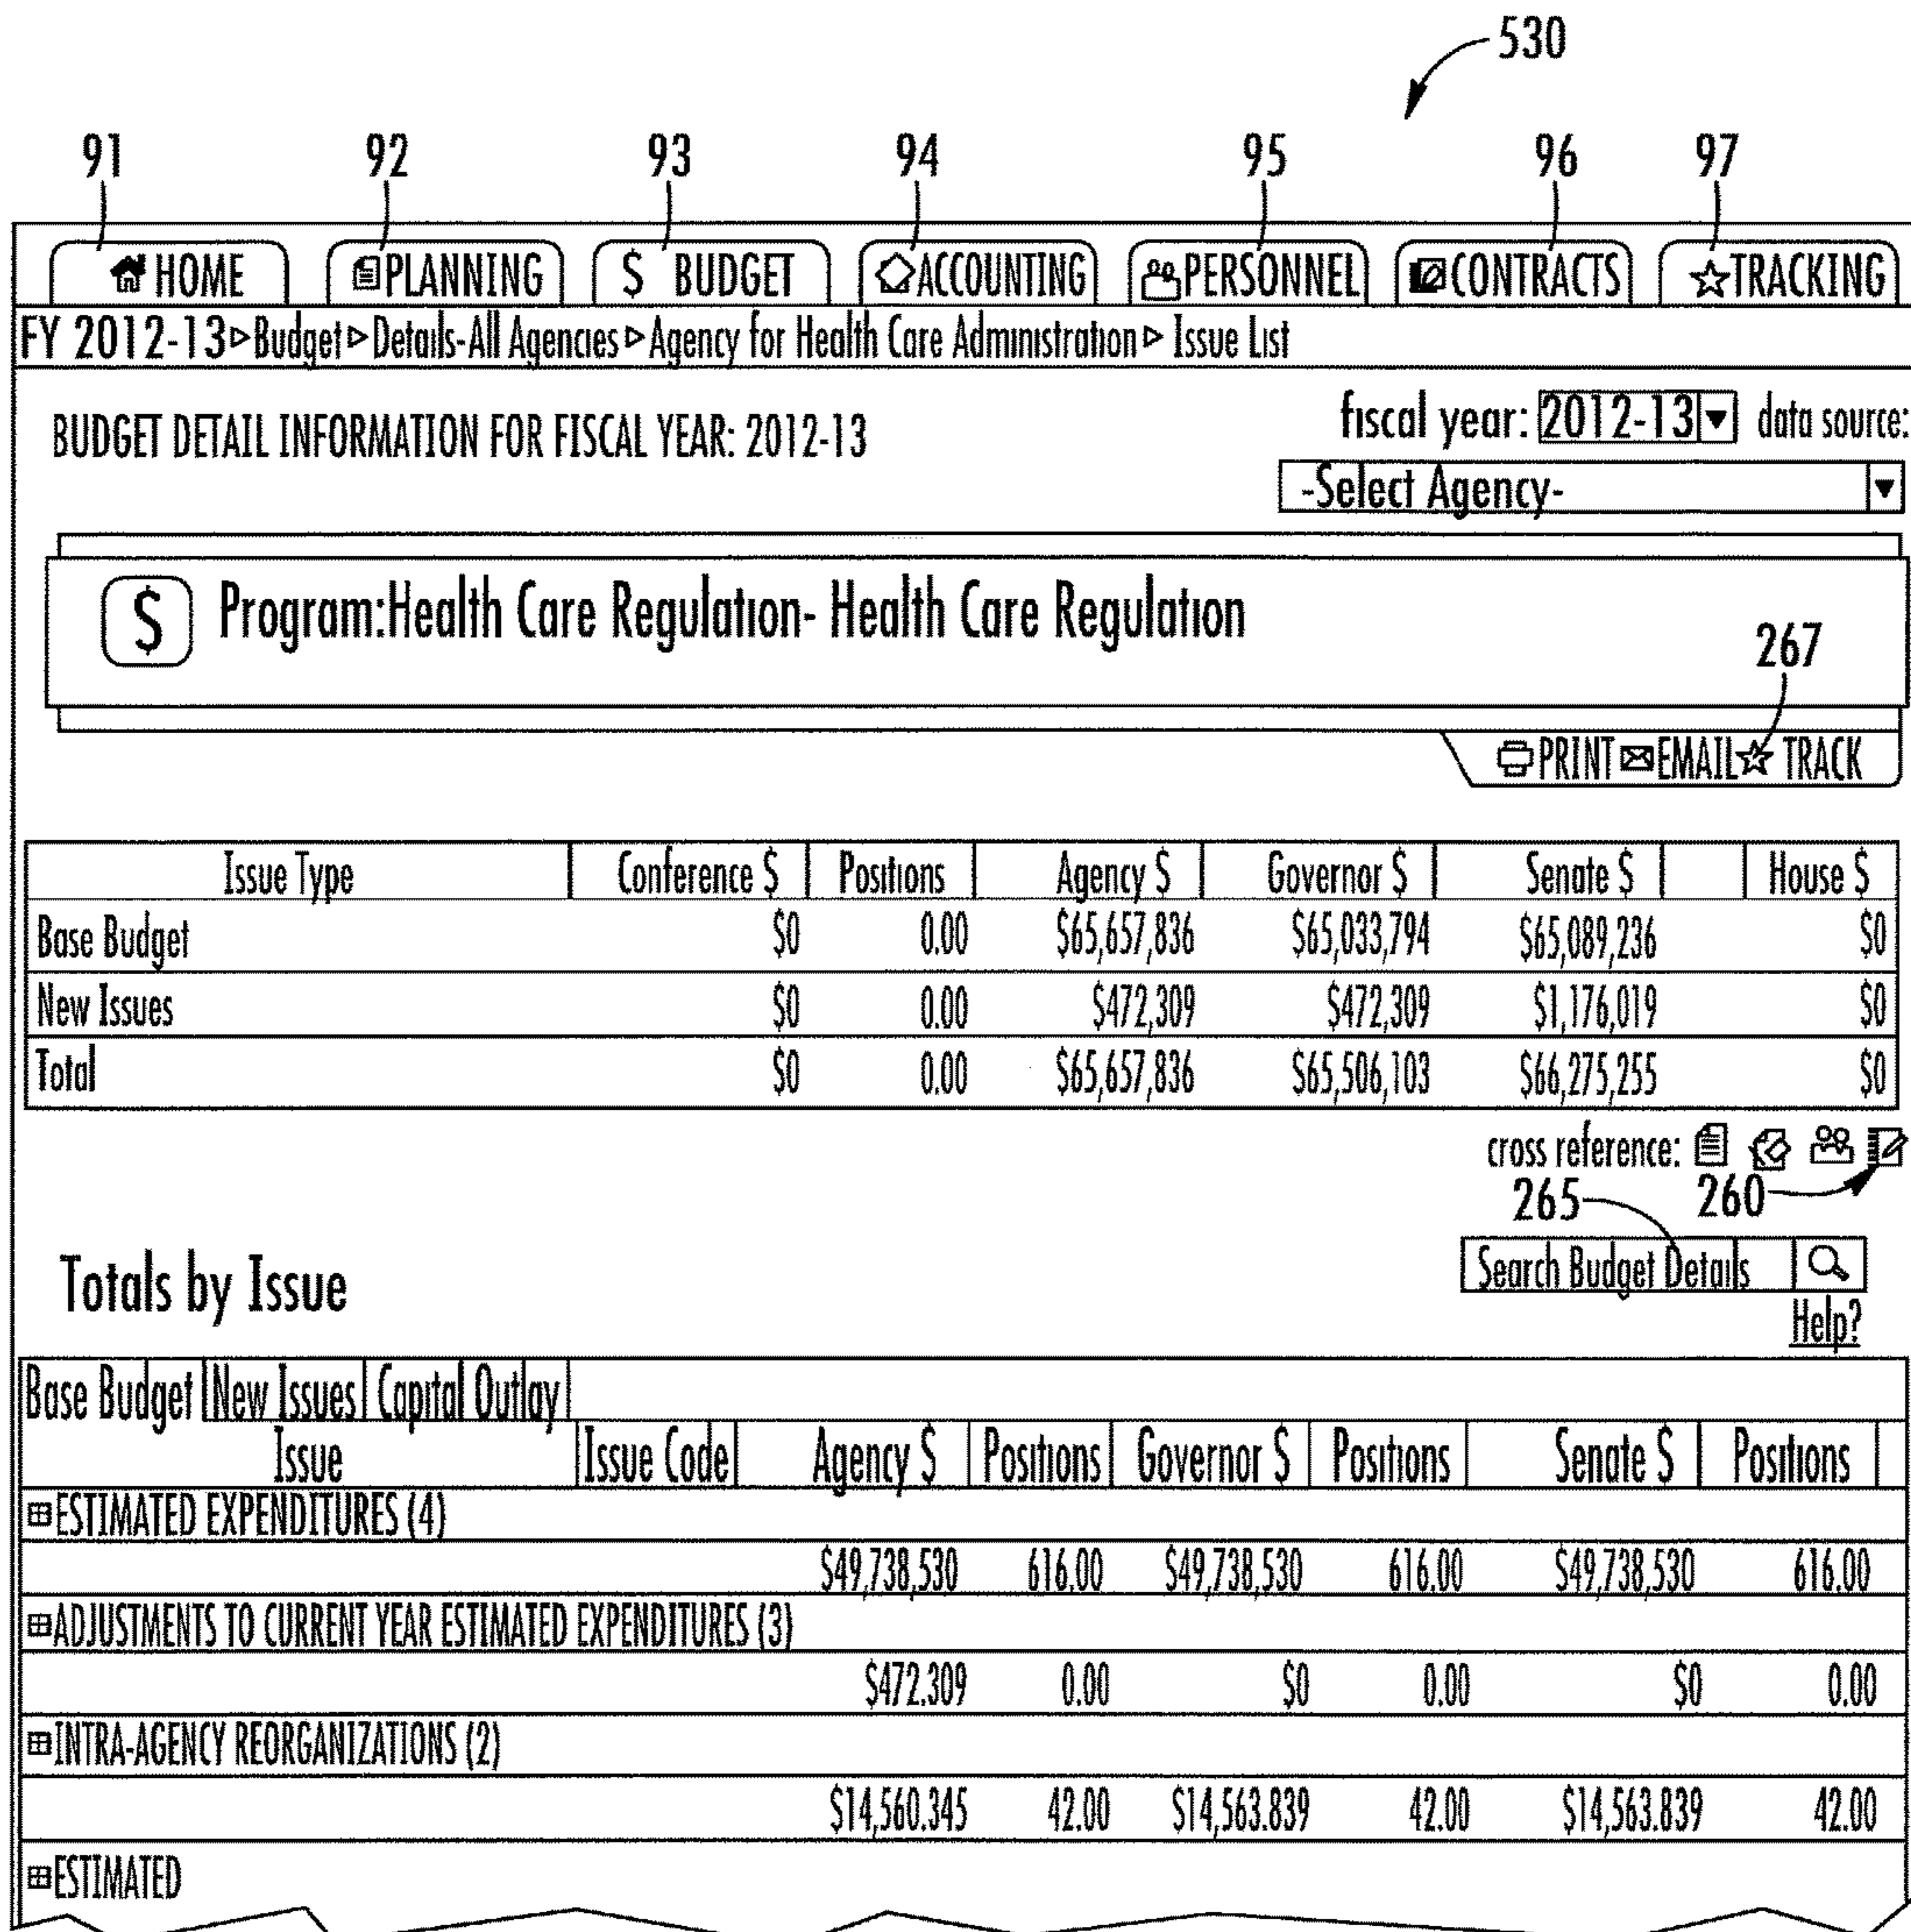 530
91 92 93 94 95 96 97
HOME PLANNING $ BUDGET ACCOUNTING PERSONNEL CONTRACTS TRACKING
FY 2012-13▹Budget▹Details-All Agencies▹Agency for Health Care Administration▹ Issue List
BUDGET DETAIL INFORMATION FOR FISCAL YEAR: 2012-13 fiscal year: 2012-13 data source:
-Select Agency-
$ Program:Health Care Regulation- Health Care Regulation
267
PRINT EMAIL TRACK
Issue Type Conference $ Positions Agency $ Governor $ Senate $ House $
Base Budget $0 0.00 $65,657,836 $65,033,794 $65,089,236 $0
New Issues $0 0.00 $472,309 $472,309 $1,176,019 $0
Total $0 0.00 $65,657,836 $65,506,103 $66,275,255 $0
cross reference:
265 260
Totals by Issue Search Budget Details
Help?
Base Budget New Issues Capital Outlay
Issue Issue Code Agency $ Positions Governor $ Positions Senate $ Positions
ESTIMATED EXPENDITURES (4)
$49,738,530 616.00 $49,738,530 616.00 $49,738,530 616.00
ADJUSTMENTS TO CURRENT YEAR ESTIMATED EXPENDITURES (3)
$472.309 0.00 $0 0.00 $0 0.00
INTRA-AGENCY REORGANIZATIONS (2)
$14,560.345 42.00 $14,563.839 42.00 $14,563.839 42.00
ESTIMATED